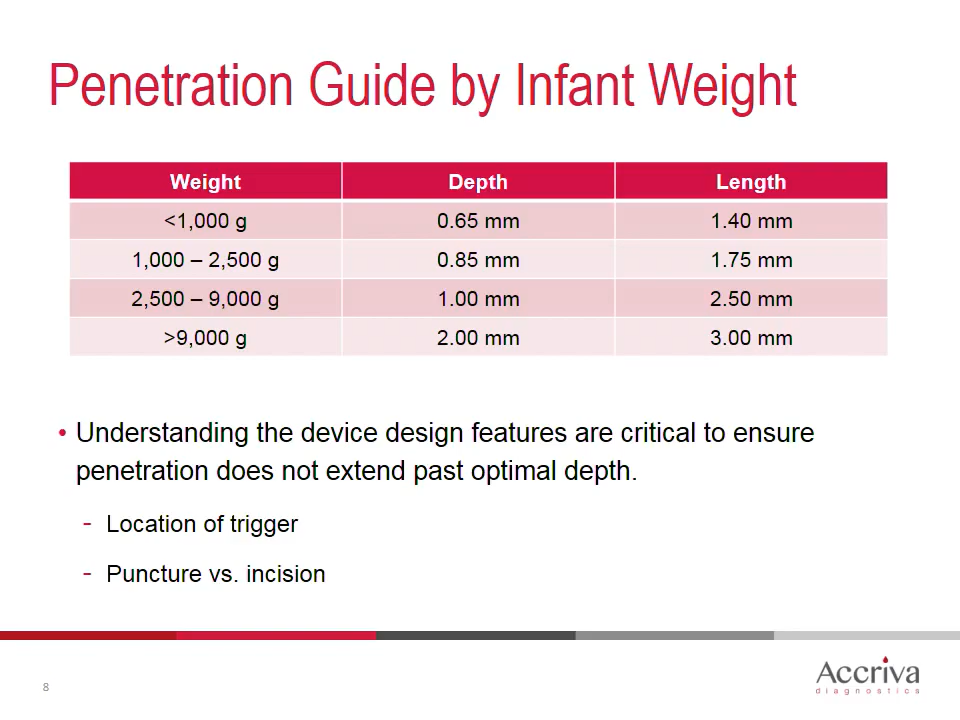 Penetration Guide by Infant Weight
Weight Depth Length
<1,000 g 0.65 mm 1.40 mm
1,000 – 2,500 g 0.85 mm 1.75 mm
2,500 – 9,000 g 1.00 mm 2.50 mm
>9,000 g 2.00 mm 3.00 mm
• Understanding the device design features are critical to ensure
penetration does not extend past optimal depth.
- Location of trigger
- Puncture vs. incision
8
Accriva
diagnostics